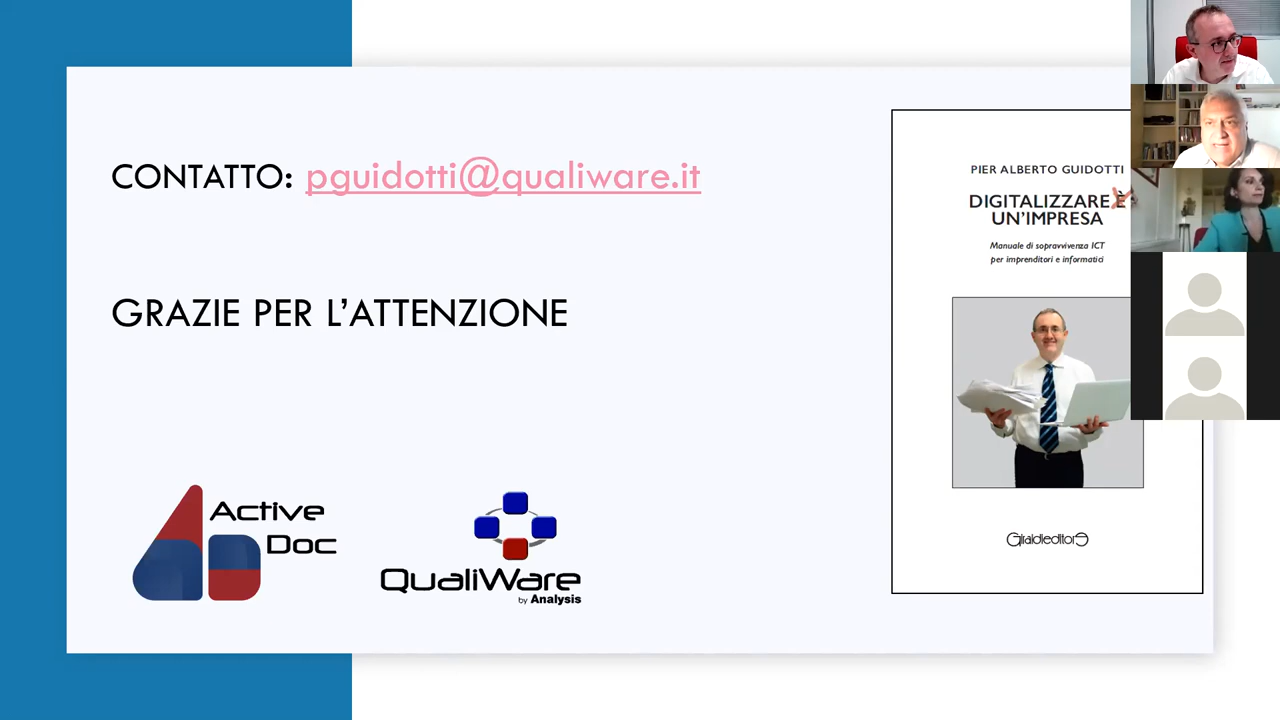 CONTATTO: pguidotti@qualiware.it
GRAZIE PER L'ATTENZIONE
Active
Doc
QualiWare
by Analysis
PIER ALBERTO GUIDOTTI
DIGITALIZZARE È
UN'IMPRESA
Manuale di sopravvivenza ICT
per imprenditori e informatici
Giraldieditore